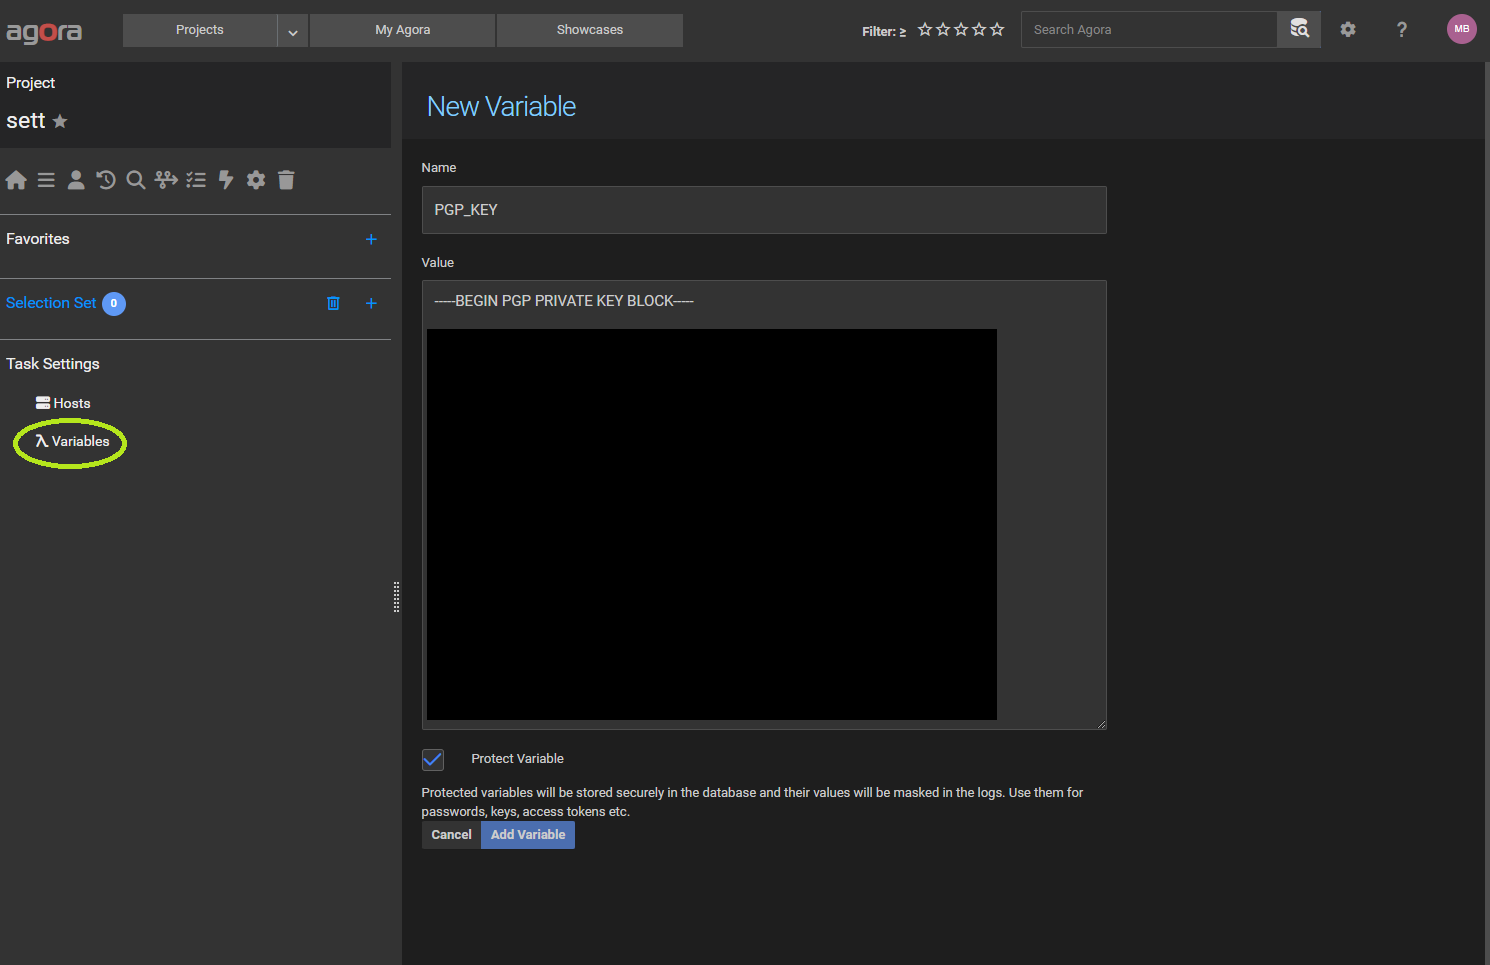 agora
Projects
My Agora
Showcases
Filter: ≥
Search Agora
?
MB
Project
sett
Favorites
Selection Set 0
Task Settings
Hosts
Variables
New Variable
Name
PGP_KEY
Value
-----BEGIN PGP PRIVATE KEY BLOCK-----
Protect Variable
Protected variables will be stored securely in the database and their values will be masked in the logs. Use them for
passwords, keys, access tokens etc.
Cancel
Add Variable